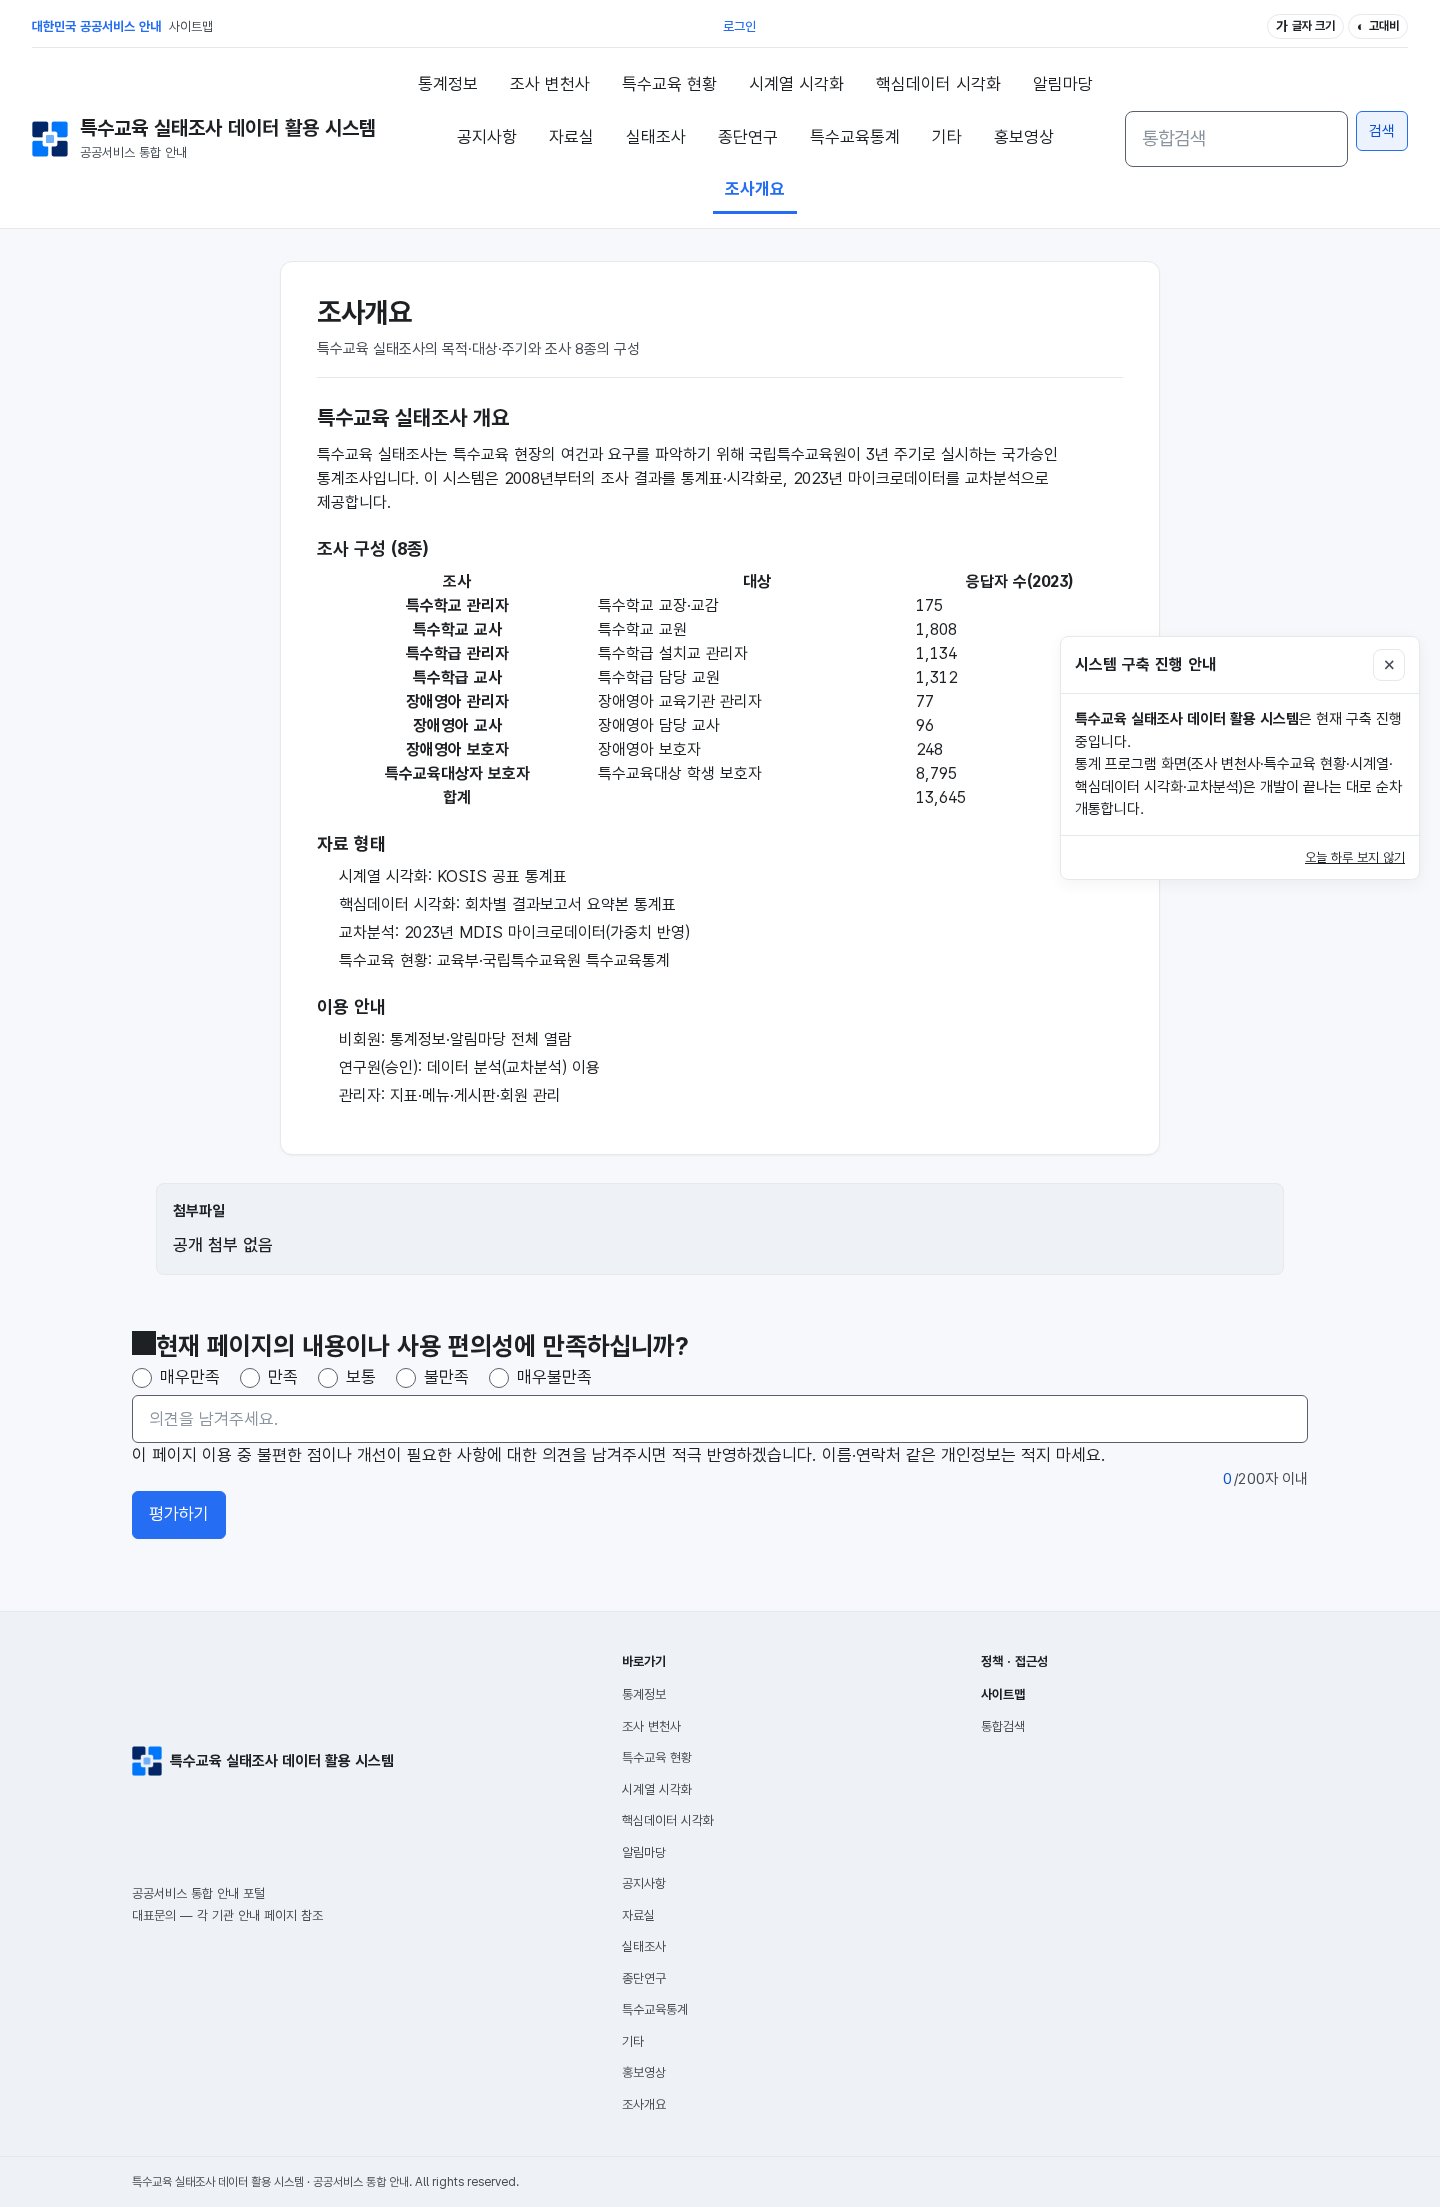 대한민국 공공서비스 안내 사이트맵
로그인
가 글자 크기 고대비
특수교육 실태조사 데이터 활용 시스템
공공서비스 통합 안내
통계정보 조사 변천사 특수교육 현황 시계열 시각화 핵심데이터 시각화 알림마당
공지사항 자료실 실태조사 종단연구 특수교육통계 기타 홍보영상
조사개요
통합검색 검색
조사개요
특수교육 실태조사의 목적·대상·주기와 조사 8종의 구성
특수교육 실태조사 개요
특수교육 실태조사는 특수교육 현장의 여건과 요구를 파악하기 위해 국립특수교육원이 3년 주기로 실시하는 국가승인
통계조사입니다. 이 시스템은 2008년부터의 조사 결과를 통계표·시각화로, 2023년 마이크로데이터를 교차분석으로
제공합니다.
조사 구성 (8종)
조사 대상 응답자 수(2023)
특수학교 관리자 특수학교 교장·교감 175
특수학교 교사 특수학교 교원 1,808
특수학급 관리자 특수학급 설치교 관리자 1,134
특수학급 교사 특수학급 담당 교원 1,312
장애영아 관리자 장애영아 교육기관 관리자 77
장애영아 교사 장애영아 담당 교사 96
장애영아 보호자 장애영아 보호자 248
특수교육대상자 보호자 특수교육대상 학생 보호자 8,795
합계 13,645
자료 형태
시계열 시각화: KOSIS 공표 통계표
핵심데이터 시각화: 회차별 결과보고서 요약본 통계표
교차분석: 2023년 MDIS 마이크로데이터(가중치 반영)
특수교육 현황: 교육부·국립특수교육원 특수교육통계
이용 안내
비회원: 통계정보·알림마당 전체 열람
연구원(승인): 데이터 분석(교차분석) 이용
관리자: 지표·메뉴·게시판·회원 관리
시스템 구축 진행 안내 ×
특수교육 실태조사 데이터 활용 시스템은 현재 구축 진행
중입니다.
통계 프로그램 화면(조사 변천사·특수교육 현황·시계열·
핵심데이터 시각화·교차분석)은 개발이 끝나는 대로 순차
개통합니다.
오늘 하루 보지 않기
첨부파일
공개 첨부 없음
현재 페이지의 내용이나 사용 편의성에 만족하십니까?
매우만족 만족 보통 불만족 매우불만족
의견을 남겨주세요.
이 페이지 이용 중 불편한 점이나 개선이 필요한 사항에 대한 의견을 남겨주시면 적극 반영하겠습니다. 이름·연락처 같은 개인정보는 적지 마세요.
0/200자 이내
평가하기
특수교육 실태조사 데이터 활용 시스템
공공서비스 통합 안내 포털
대표문의 — 각 기관 안내 페이지 참조
바로가기
통계정보
조사 변천사
특수교육 현황
시계열 시각화
핵심데이터 시각화
알림마당
공지사항
자료실
실태조사
종단연구
특수교육통계
기타
홍보영상
조사개요
정책 · 접근성
사이트맵
통합검색
특수교육 실태조사 데이터 활용 시스템 · 공공서비스 통합 안내. All rights reserved.